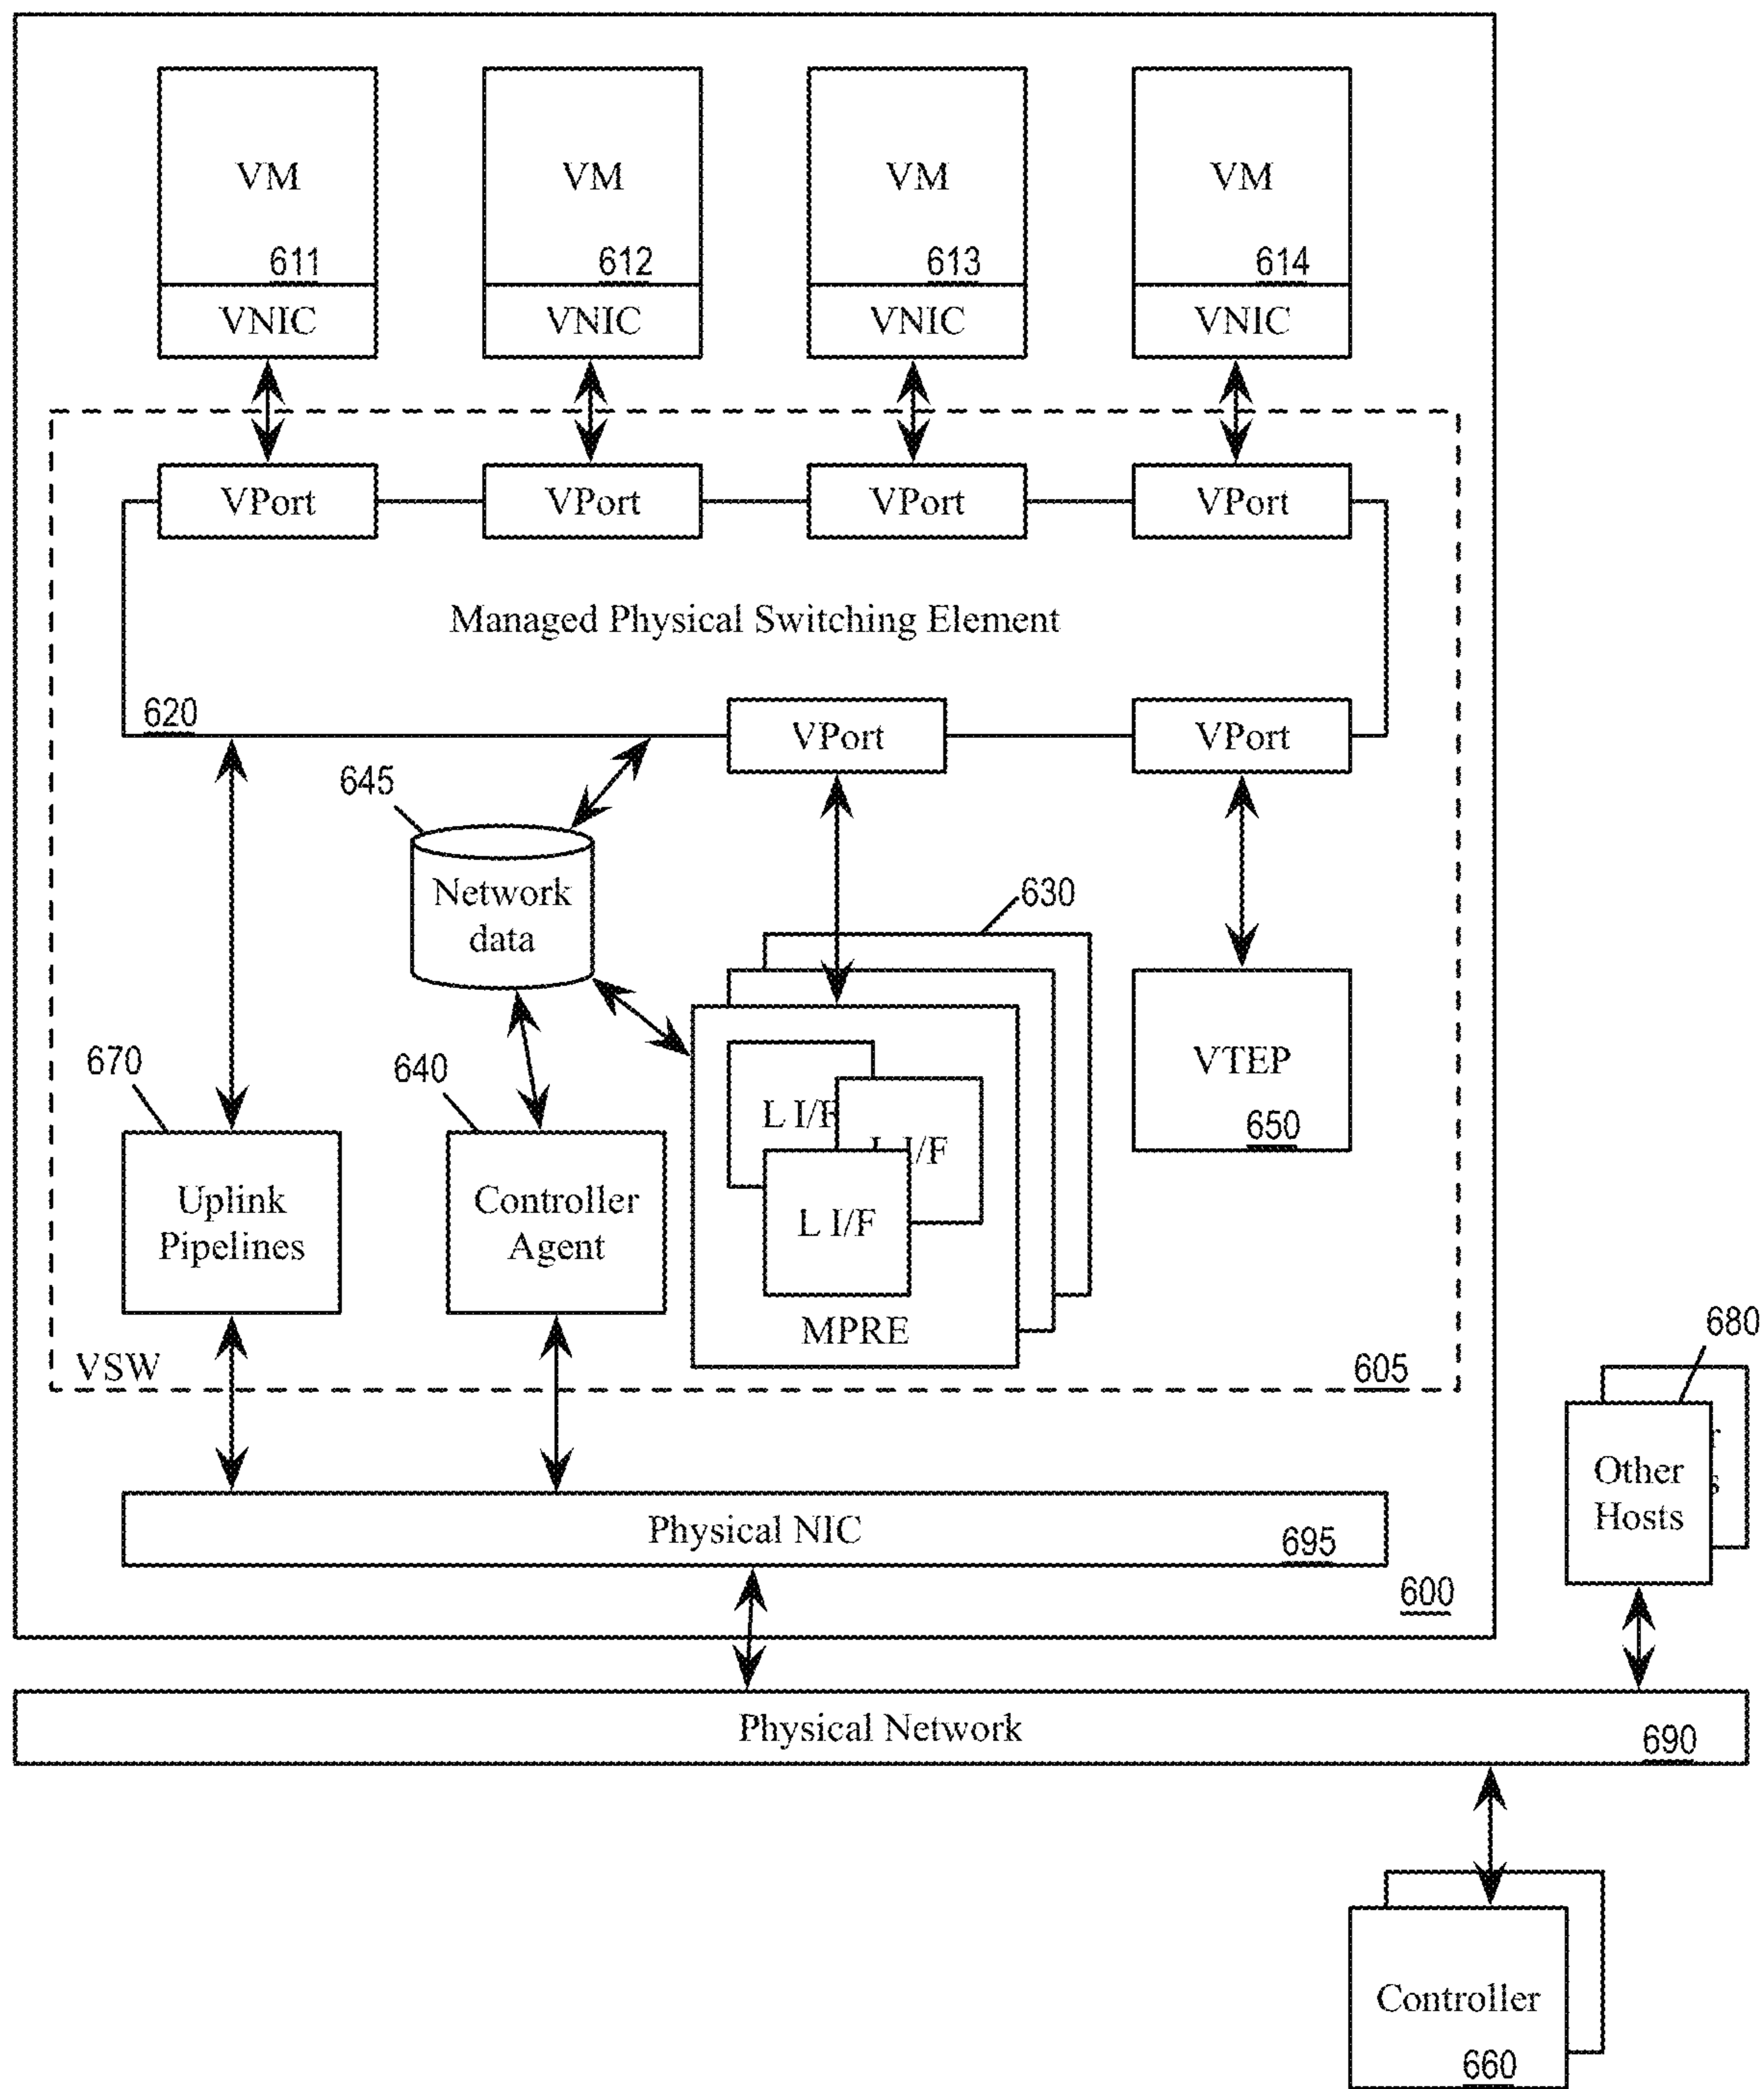 VM
VM
VM
VM
611
612
613
614
VNIC
VNIC
VNIC
VNIC
VPort
VPort
VPort
VPort
Managed Physical Switching Element
620
VPort
VPort
645
Network
data
630
670
640
VTEP
650
L I/F
L I/F
L I/F
Uplink
Pipelines
Controller
Agent
MPRE
VSW
605
680
Other
Hosts
Physical NIC
695
600
Physical Network
690
Controller
660